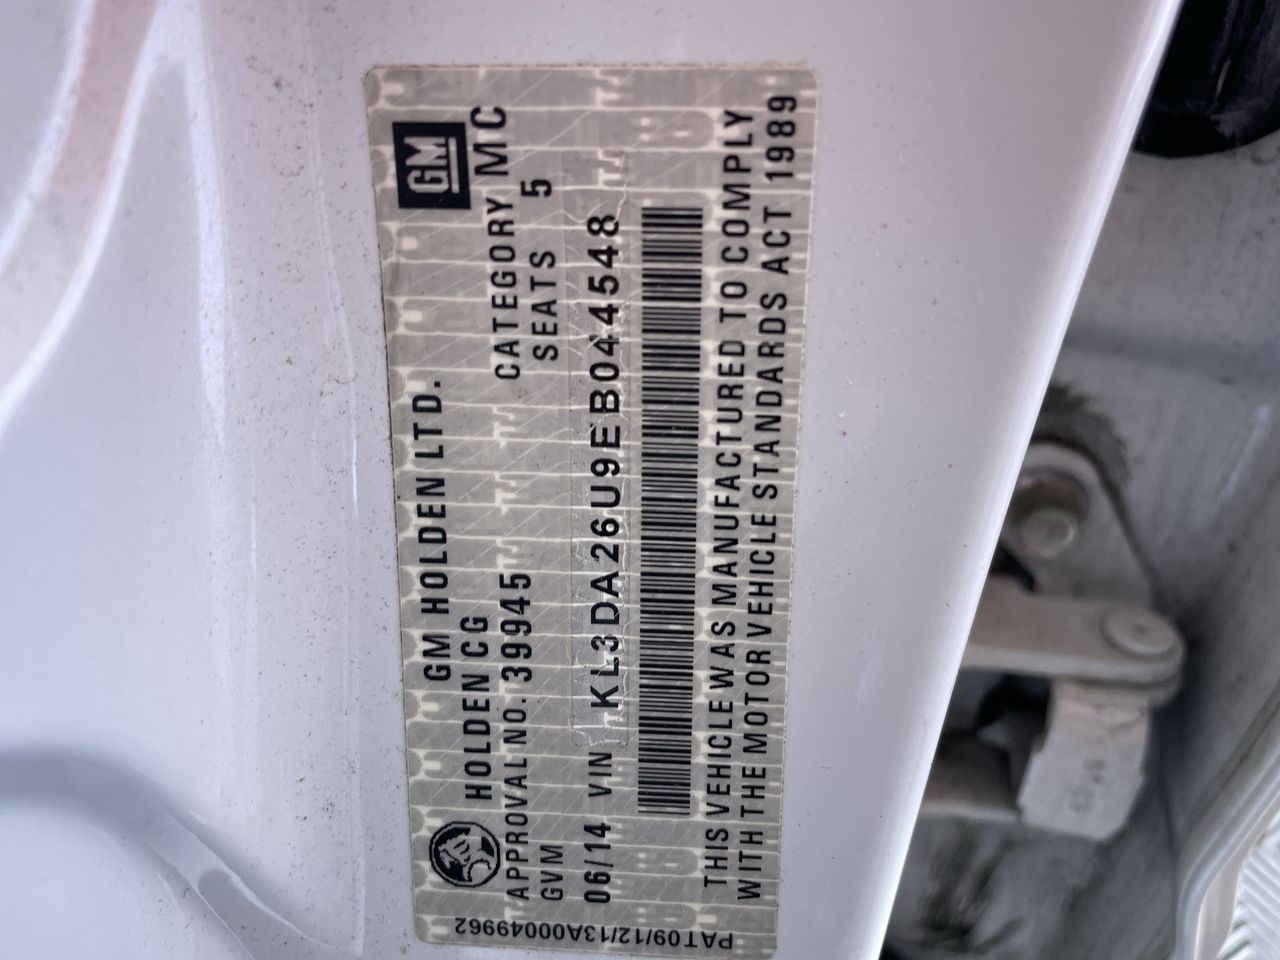 GM HOLDEN LTD.
GM
HOLDEN CG
CATEGORY MC
APPROVAL NO. 39945
SEATS 5
GVM
06/14 VIN KL3DA26U9EB044548
THIS VEHICLE WAS MANUFACTURED TO COMPLY
WITH THE MOTOR VEHICLE STANDARDS ACT 1989
PAT09/12/13A00049962